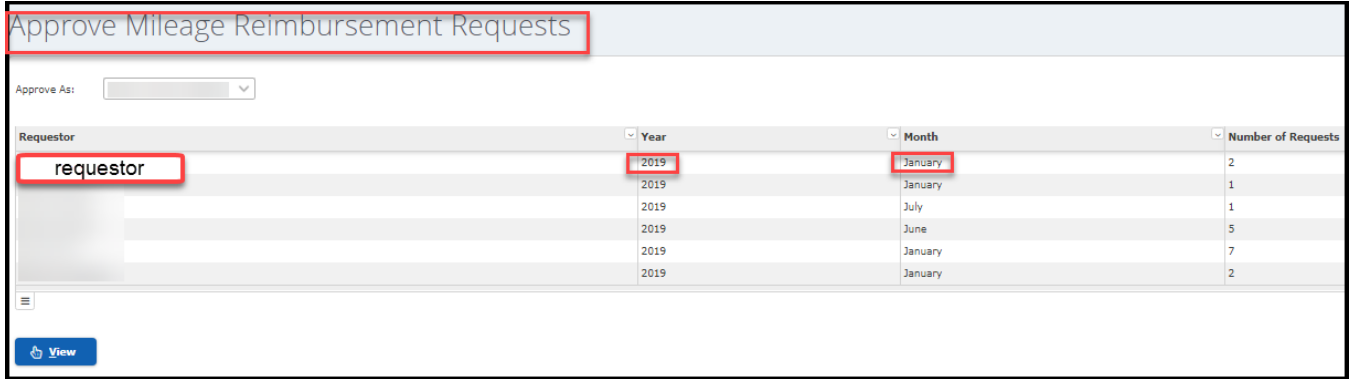 Approve Mileage Reimbursement Requests
Approve As:
Requestor Year Month Number of Requests
requestor 2019 January 2
2019 January 1
2019 July 1
2019 June 5
2019 January 7
2019 January 2
View